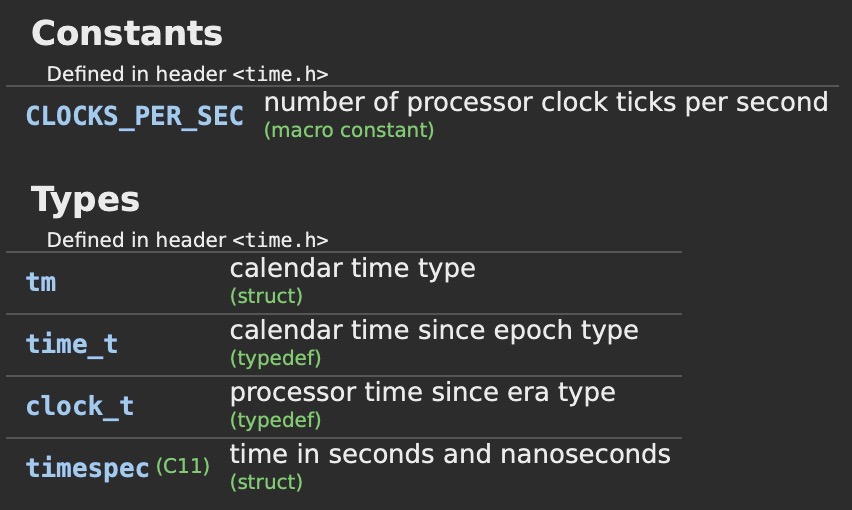 Constants
Defined in header <time.h>
CLOCKS_PER_SEC number of processor clock ticks per second
(macro constant)
Types
Defined in header <time.h>
tm calendar time type
(struct)
time_t calendar time since epoch type
(typedef)
clock_t processor time since era type
(typedef)
timespec (C11) time in seconds and nanoseconds
(struct)